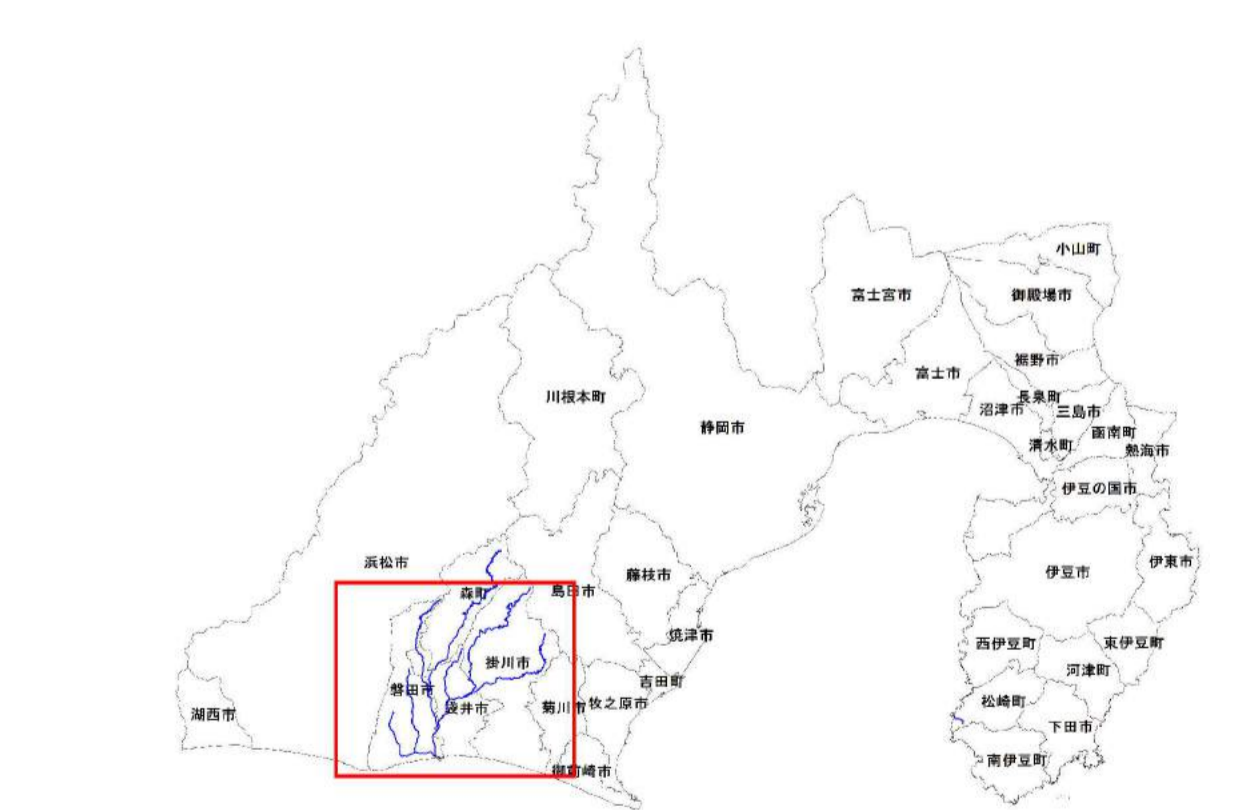 小山町
富士宮市
御殿場市
裾野市
富士市
川根本町
長泉町
沼津市
三島市
静岡市
函南町
清水町
熱海市
伊豆の国市
浜松市
伊東市
伊豆市
藤枝市
島田市
森町
焼津市
西伊豆町
東伊豆町
掛川市
河津町
吉田町
磐田市
松崎町
牧之原市
菊川市
袋井市
湖西市
下田市
南伊豆町
御前崎市